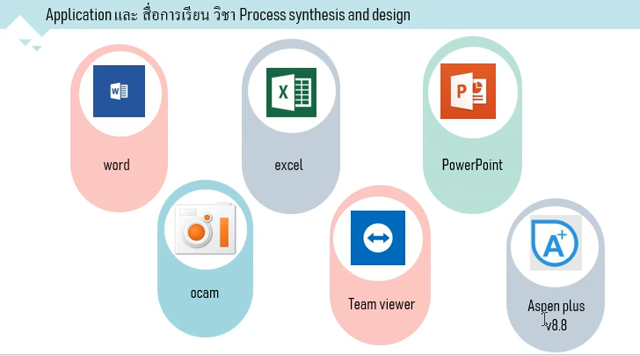 Application และ สื่อการเรียน วิชา Process synthesis and design
word
excel
PowerPoint
ocam
Team viewer
Aspen plus
v8.8